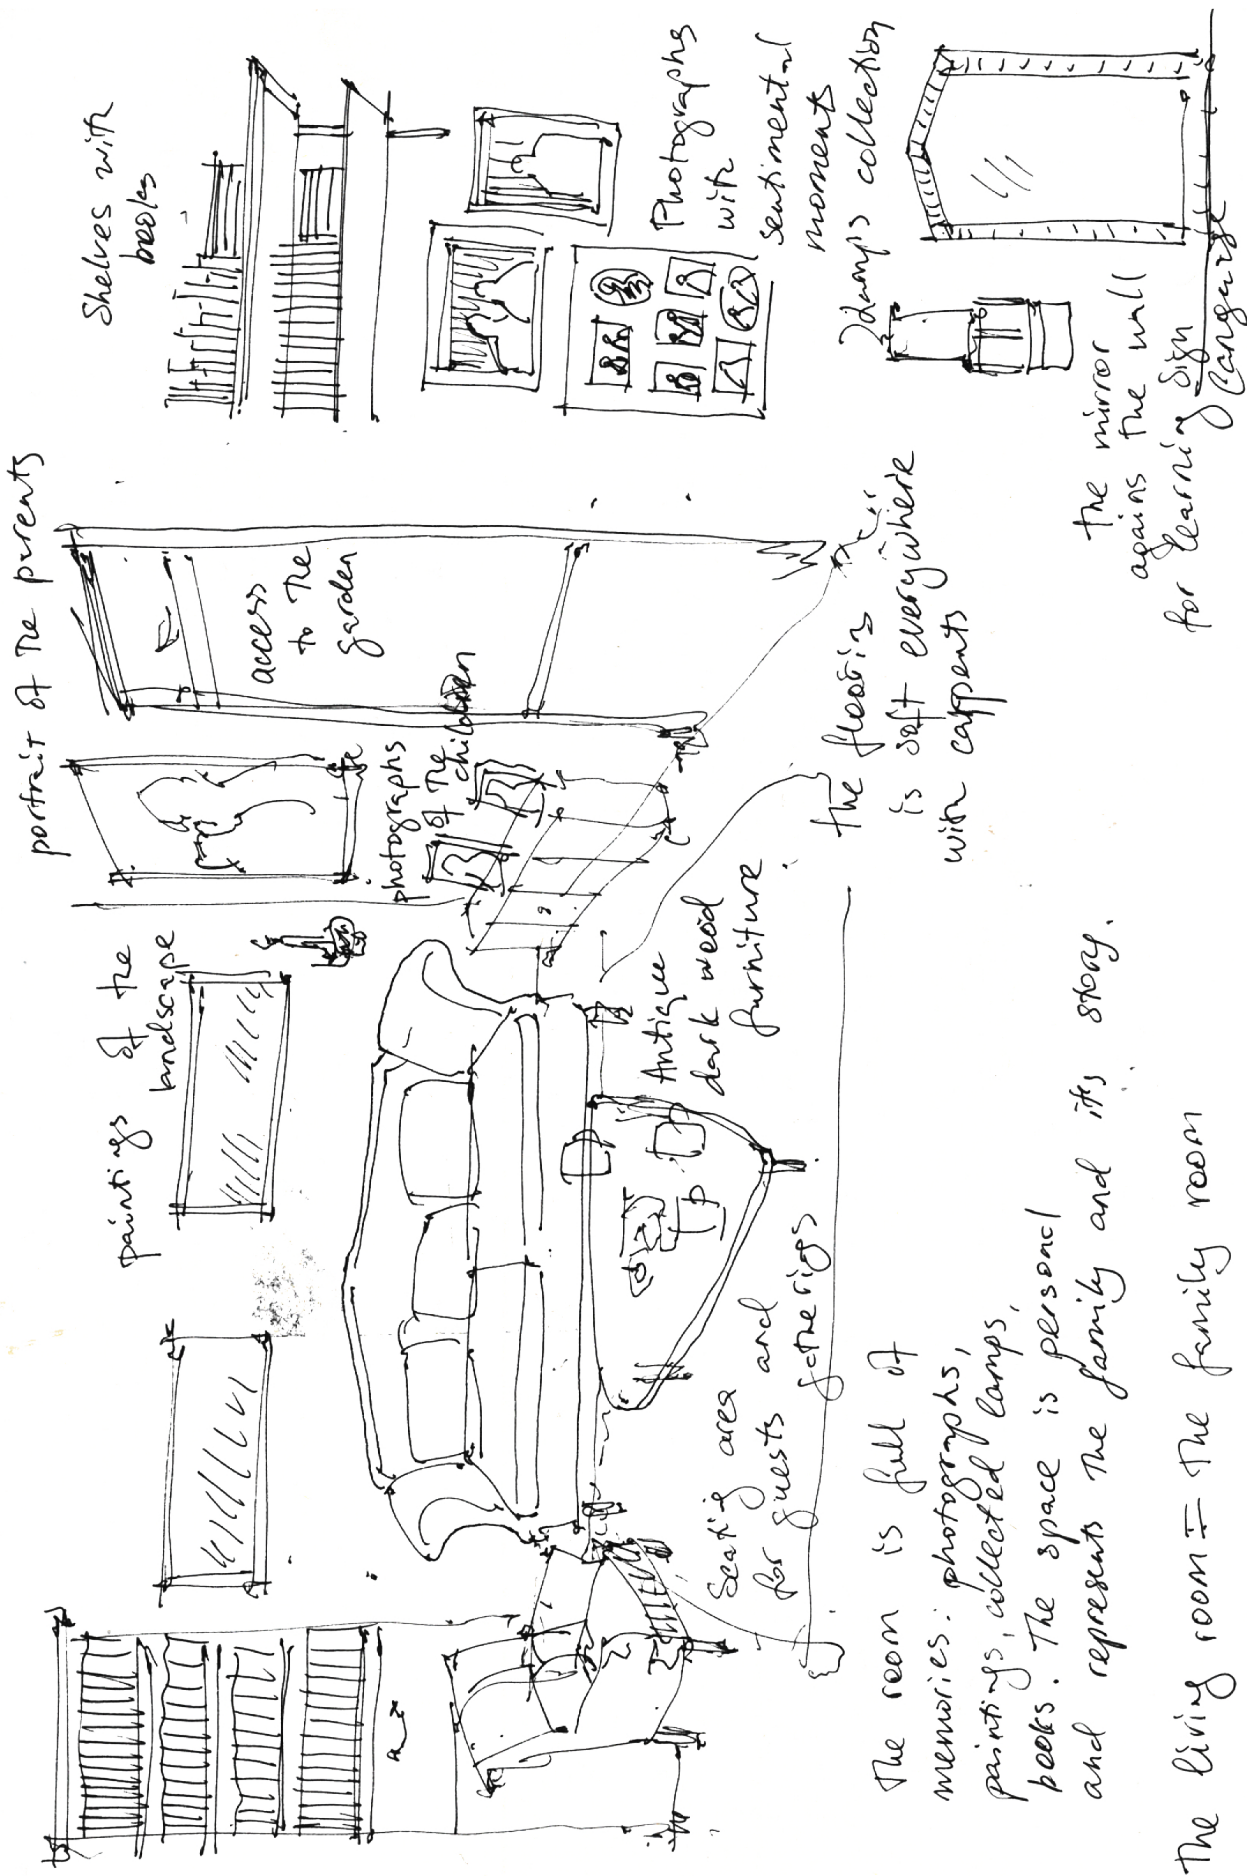 portrait of the parents
Shelves with
books
paintings
of the
landscape
access
to the
garden
photographs
of the
children
Photographs
with
sentimental
moments
Lamps collection
Antique
dark wood
furniture
The flooring
is soft everywhere
with carppents
the mirror
agains the wall
for learning Sign
Language
Seating area
for guests and
gatherings
The room is full of
memories: photographs,
paintings, collected lamps,
books. The space is personal
and represents the family and its story.
The living room = The family room